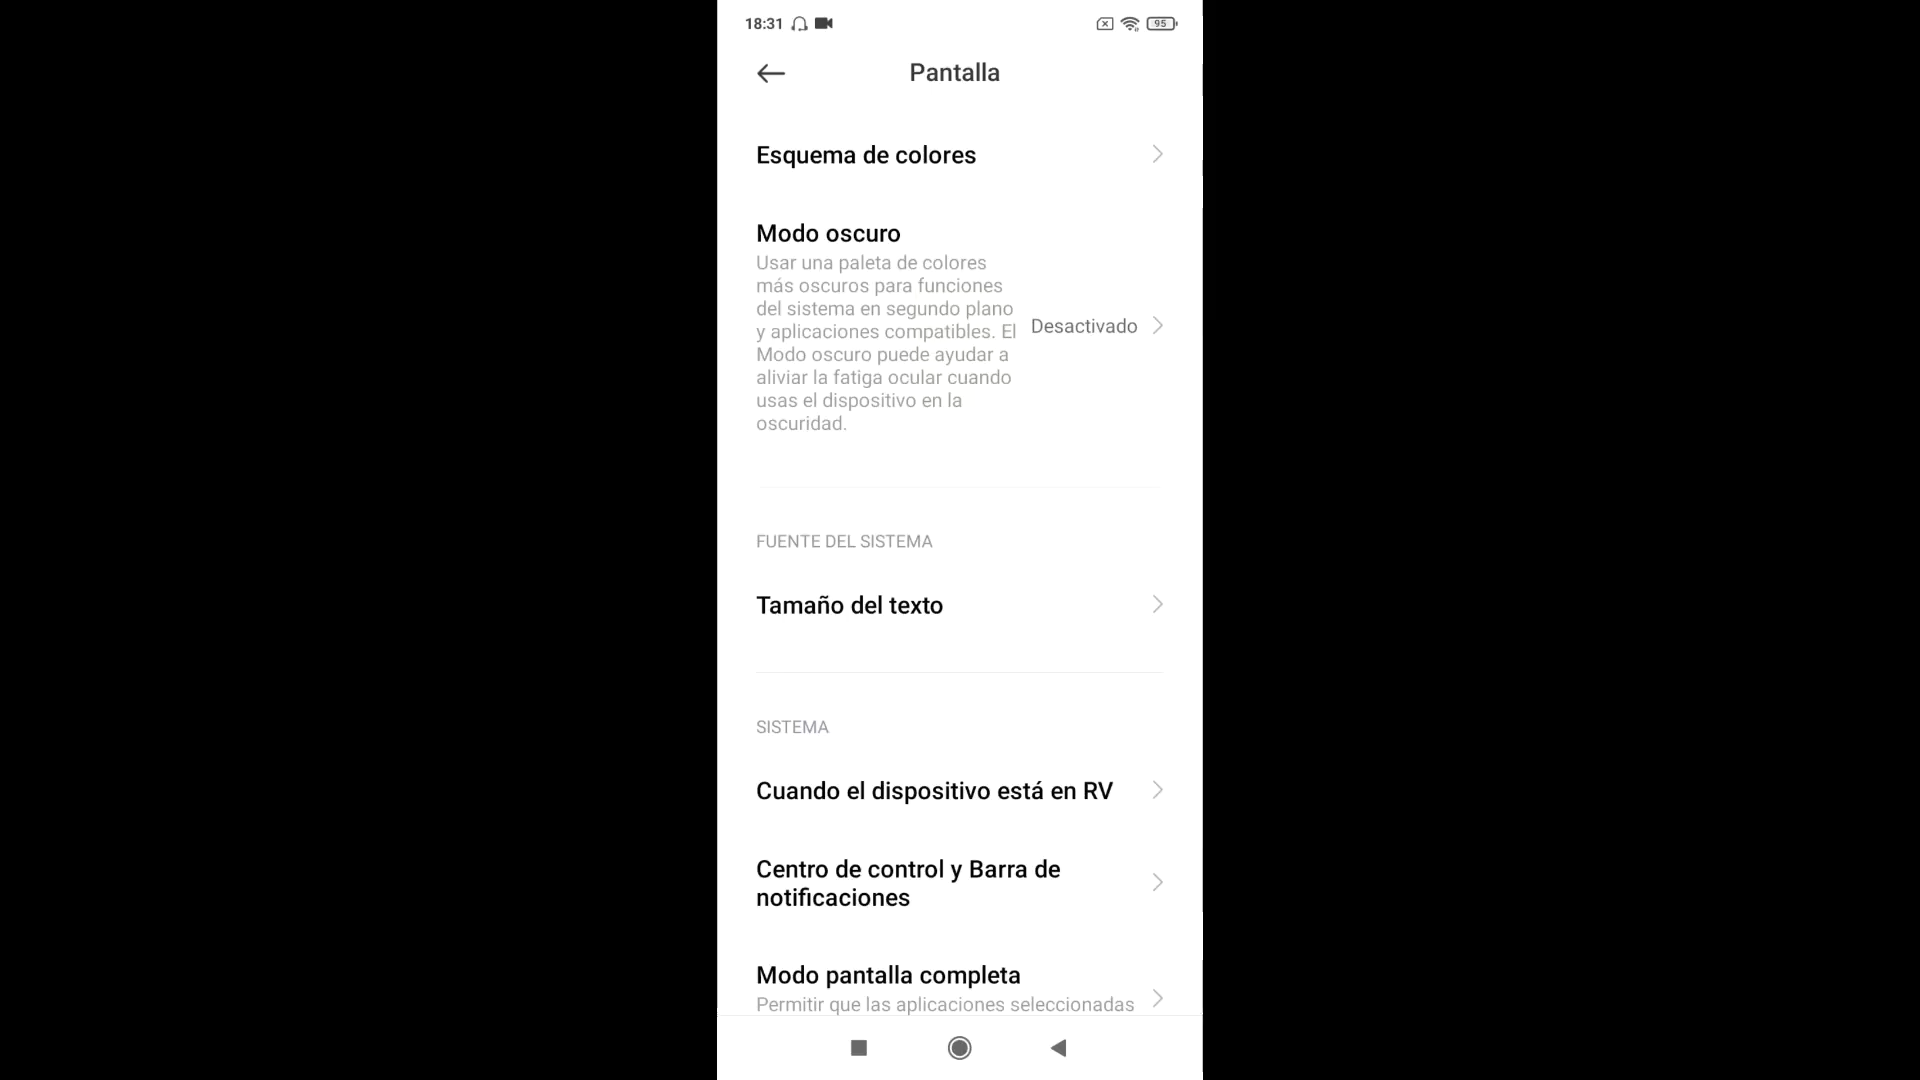 18:31
95
Pantalla
Esquema de colores
Modo oscuro
Usar una paleta de colores
más oscuros para funciones
del sistema en segundo plano
y aplicaciones compatibles. El
Modo oscuro puede ayudar a
aliviar la fatiga ocular cuando
usas el dispositivo en la
oscuridad.
Desactivado
FUENTE DEL SISTEMA
Tamaño del texto
SISTEMA
Cuando el dispositivo está en RV
Centro de control y Barra de
notificaciones
Modo pantalla completa
Permitir que las aplicaciones seleccionadas